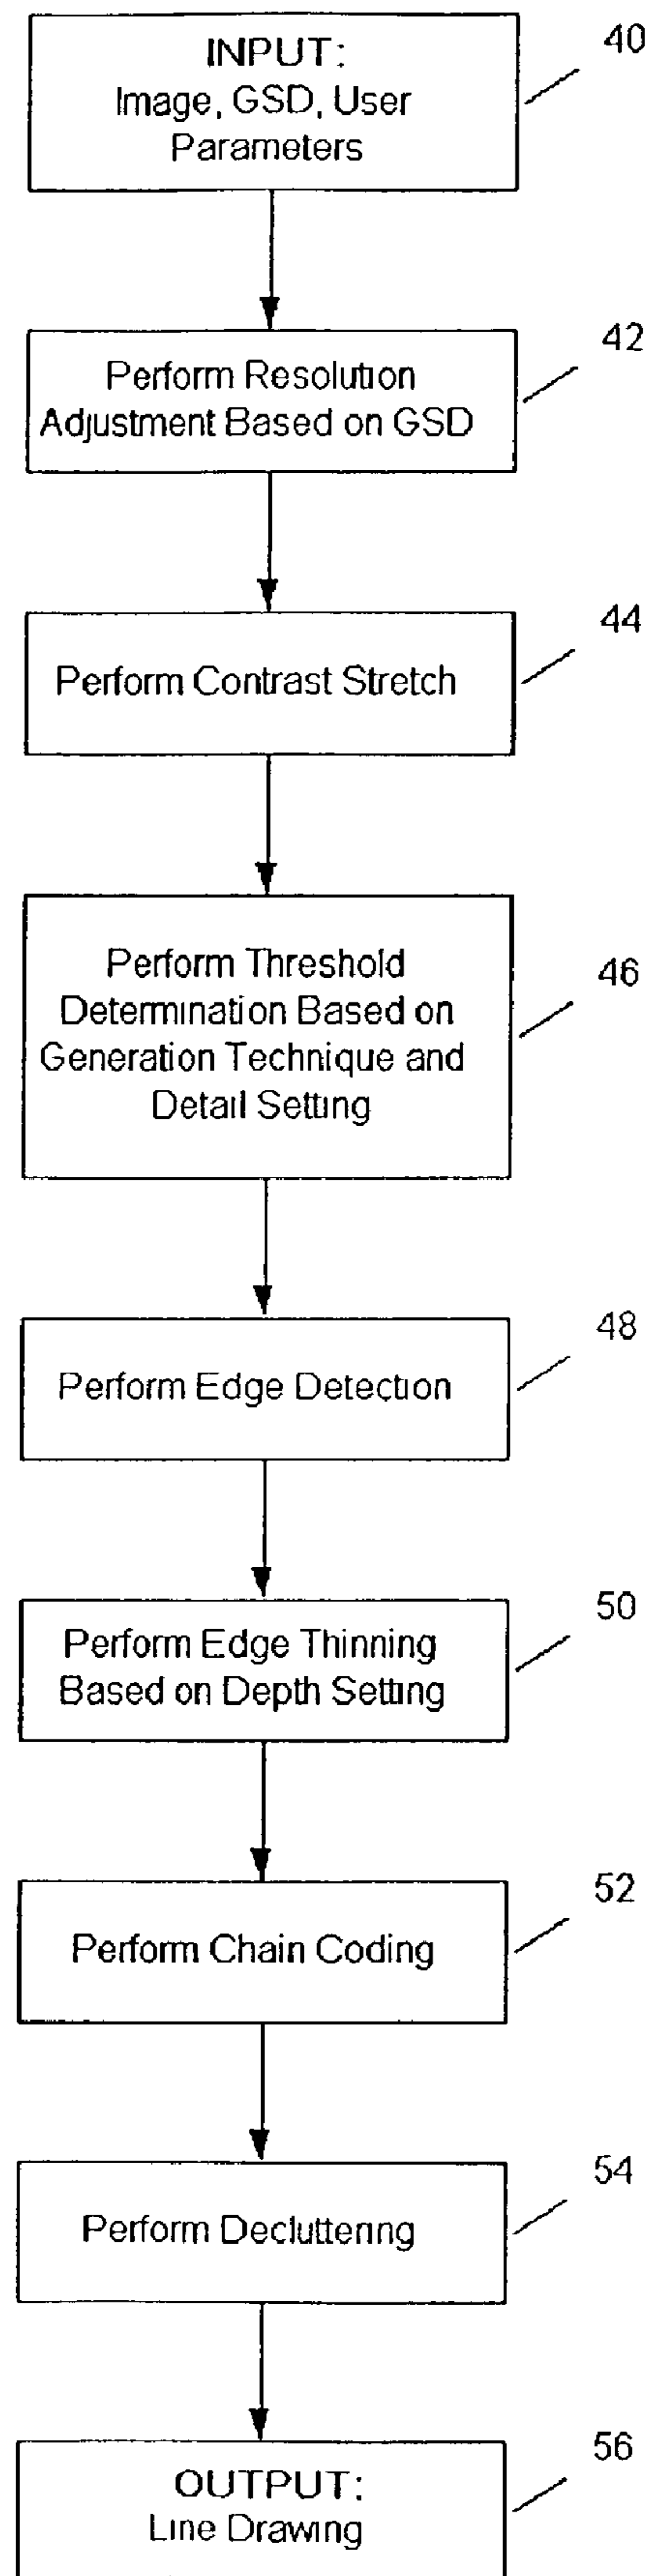 INPUT:
Image, GSD, User
Parameters
40
Perform Resolution
Adjustment Based on GSD
42
Perform Contrast Stretch
44
Perform Threshold
Determination Based on
Generation Technique and
Detail Setting
46
Perform Edge Detection
48
Perform Edge Thinning
Based on Depth Setting
50
Perform Chain Coding
52
Perform Decluttering
54
OUTPUT:
Line Drawing
56